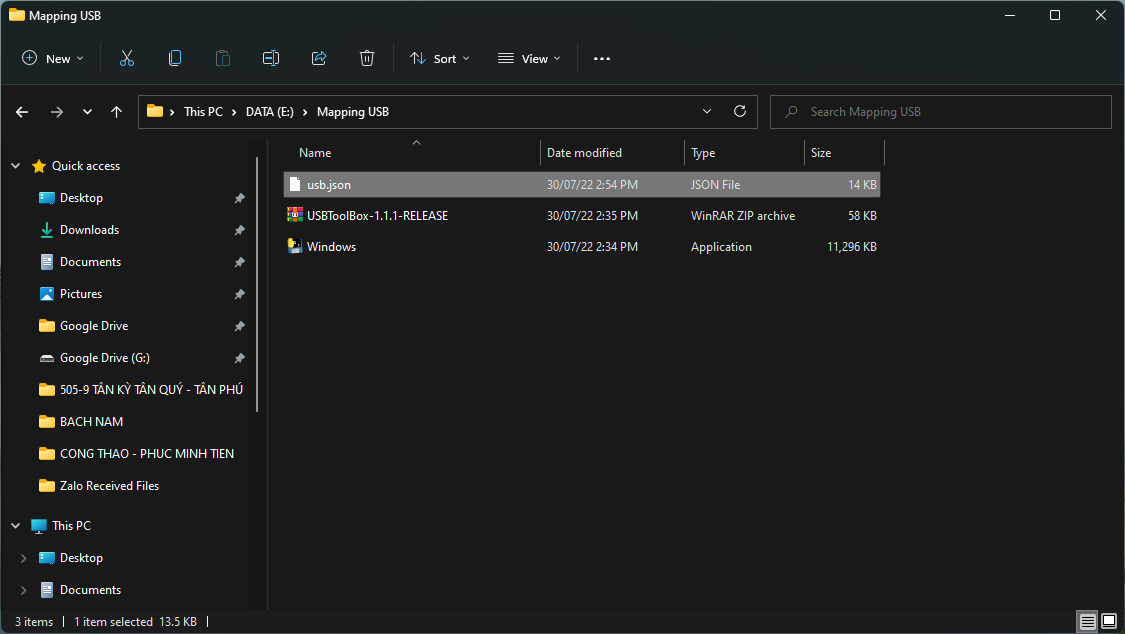 Mapping USB
New
Sort
View
This PC
DATA (E:)
Mapping USB
Search Mapping USB
Quick access
Desktop
Downloads
Documents
Pictures
Google Drive
Google Drive (G:)
505-9 TÂN KỲ TÂN QUÝ - TÂN PHÚ
BACH NAM
CONG THAO - PHUC MINH TIEN
Zalo Received Files
This PC
Desktop
Documents
Name Date modified Type Size
usb.json 30/07/22 2:54 PM JSON File 14 KB
USBToolBox-1.1.1-RELEASE 30/07/22 2:35 PM WinRAR ZIP archive 58 KB
Windows 30/07/22 2:34 PM Application 11,296 KB
3 items 1 item selected 13.5 KB